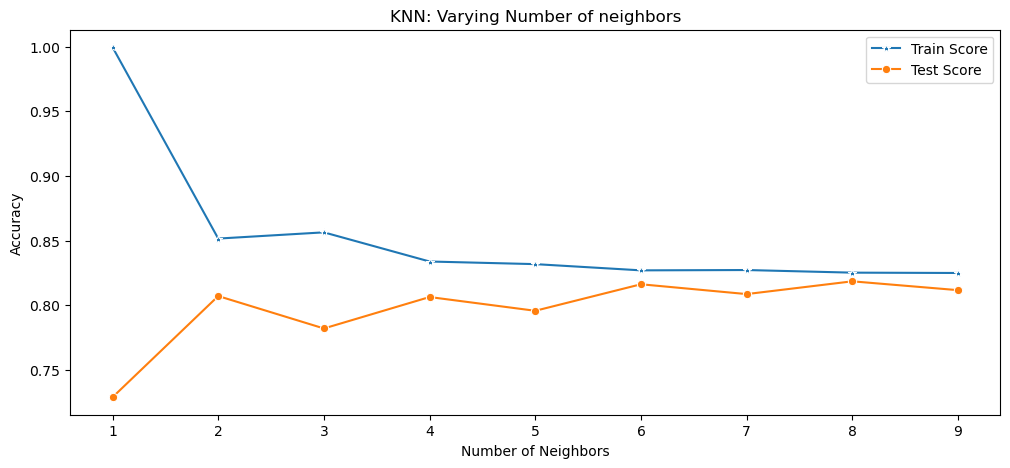 KNN: Varying Number of neighbors
Train Score
Test Score
Accuracy
1.00
0.95
0.90
0.85
0.80
0.75
1 2 3 4 5 6 7 8 9
Number of Neighbors